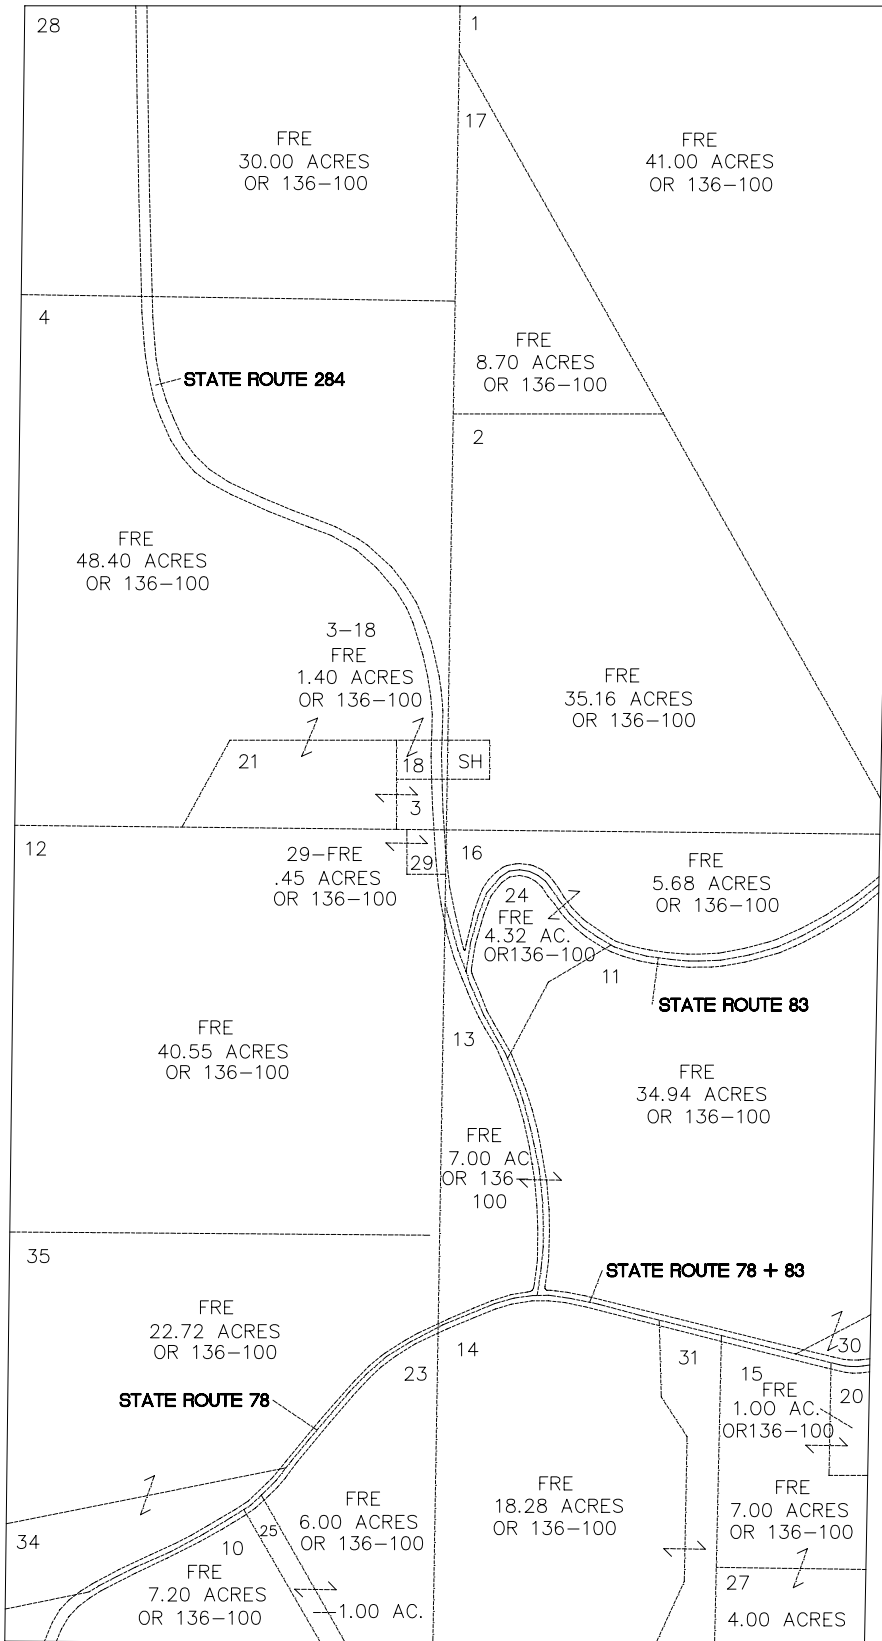 28
1
17
FRE
30.00 ACRES
OR 136-100
FRE
41.00 ACRES
OR 136-100
4
FRE
8.70 ACRES
OR 136-100
STATE ROUTE 284
2
FRE
48.40 ACRES
OR 136-100
3-18
FRE
1.40 ACRES
OR 136-100
FRE
35.16 ACRES
OR 136-100
21
18
SH
3
12
29-FRE
.45 ACRES
OR 136-100
29
16
FRE
5.68 ACRES
OR 136-100
24
FRE
4.32 AC.
OR136-100
11
STATE ROUTE 83
FRE
40.55 ACRES
OR 136-100
13
FRE
34.94 ACRES
OR 136-100
FRE
7.00 AC.
OR 136-
100
35
STATE ROUTE 78 + 83
FRE
22.72 ACRES
OR 136-100
14
23
31
30
15
20
STATE ROUTE 78
FRE
1.00 AC.
OR136-100
FRE
18.28 ACRES
OR 136-100
FRE
7.00 ACRES
OR 136-100
FRE
6.00 ACRES
OR 136-100
25
34
10
FRE
7.20 ACRES
OR 136-100
1.00 AC.
27
4.00 ACRES